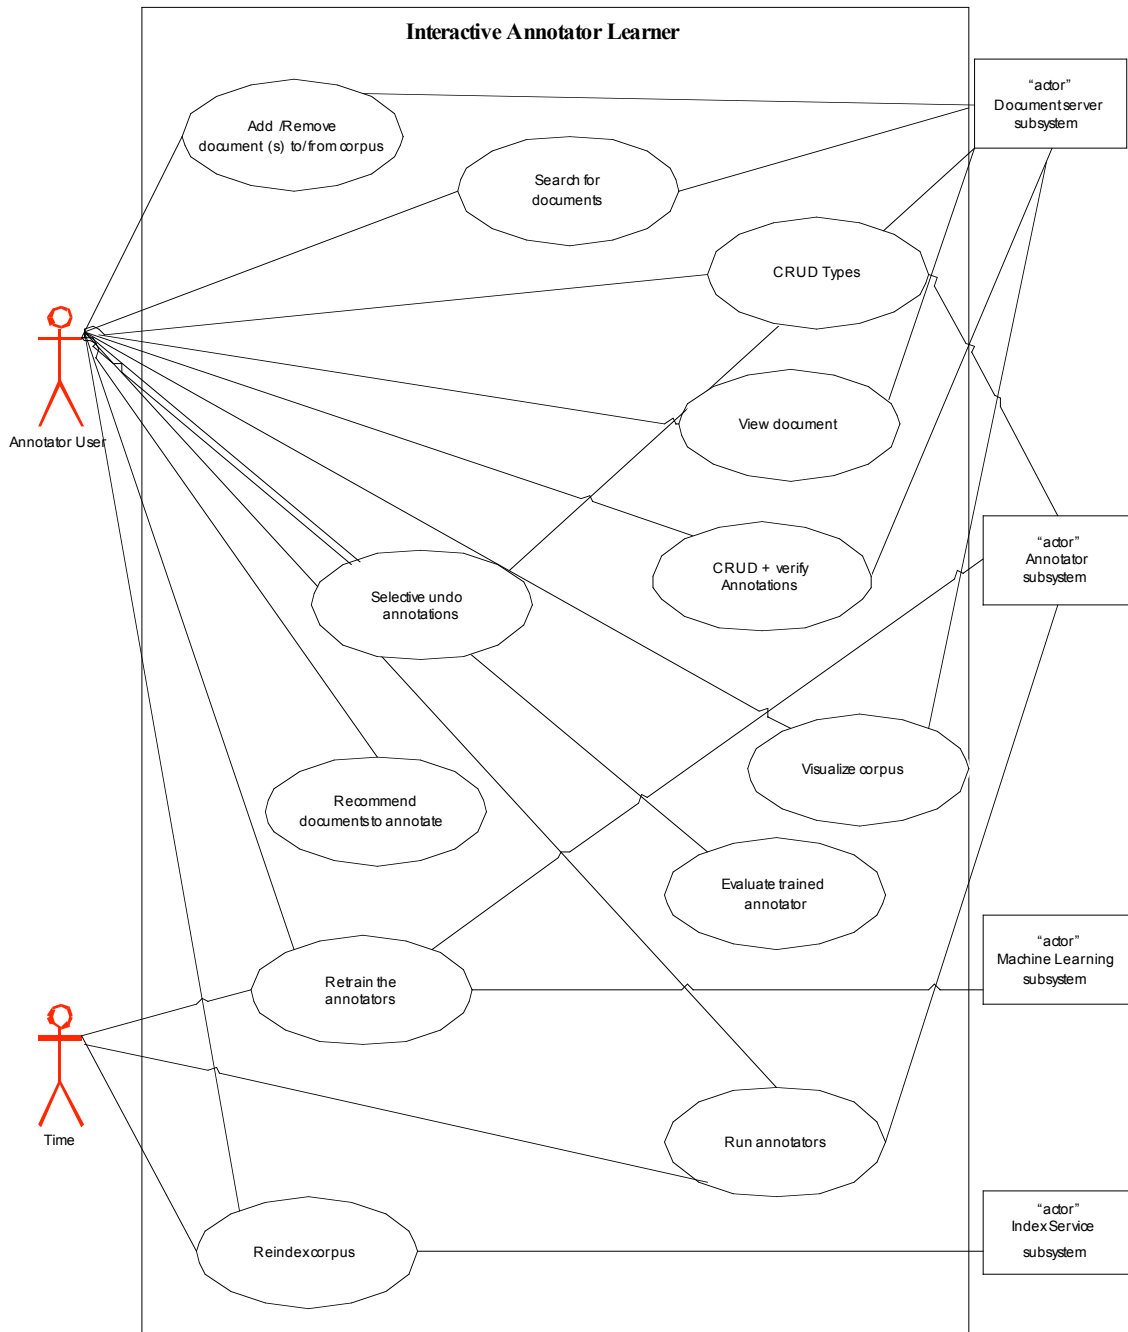 Interactive Annotator Learner
“actor”
Document server
subsystem
Add /Remove
document (s) to/from corpus
Search for
documents
CRUD Types
Annotator User
View document
“actor”
Annotator
subsystem
CRUD + verify
Annotations
Selective undo
annotations
Visualize corpus
Recommend
documents to annotate
Evaluate trained
annotator
“actor”
Machine Learning
subsystem
Retrain the
annotators
Time
Run annotators
“actor”
Index Service
subsystem
Reindex corpus